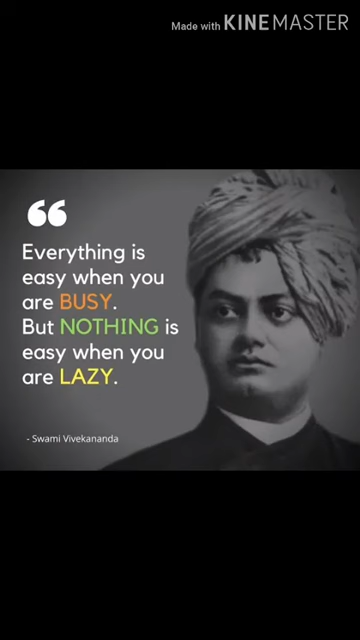 Made with KINEMASTER
❝
Everything is
easy when you
are BUSY.
But NOTHING is
easy when you
are LAZY.
- Swami Vivekananda